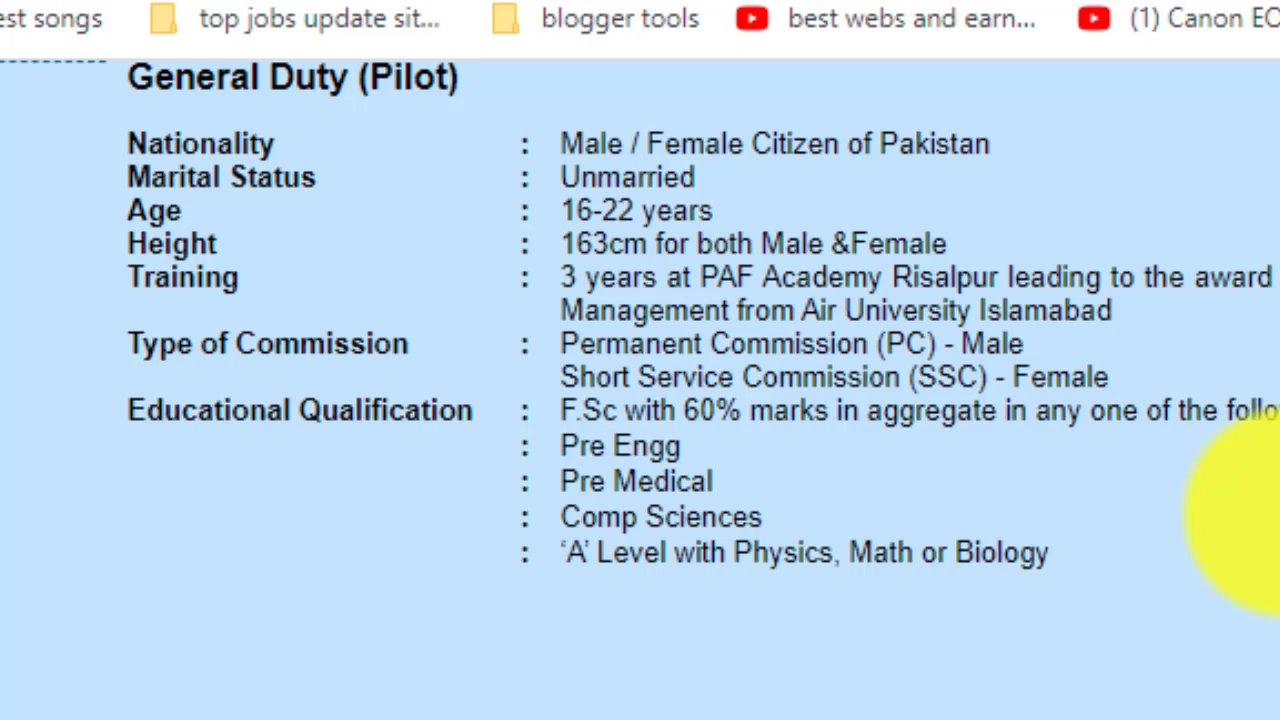 est songs top jobs update sit... blogger tools best webs and earn... (1) Canon EO
General Duty (Pilot)
Nationality : Male / Female Citizen of Pakistan
Marital Status : Unmarried
Age : 16-22 years
Height : 163cm for both Male &Female
Training : 3 years at PAF Academy Risalpur leading to the award
Management from Air University Islamabad
Type of Commission : Permanent Commission (PC) - Male
Short Service Commission (SSC) - Female
Educational Qualification : F.Sc with 60% marks in aggregate in any one of the follo
: Pre Engg
: Pre Medical
: Comp Sciences
: ‘A’ Level with Physics, Math or Biology